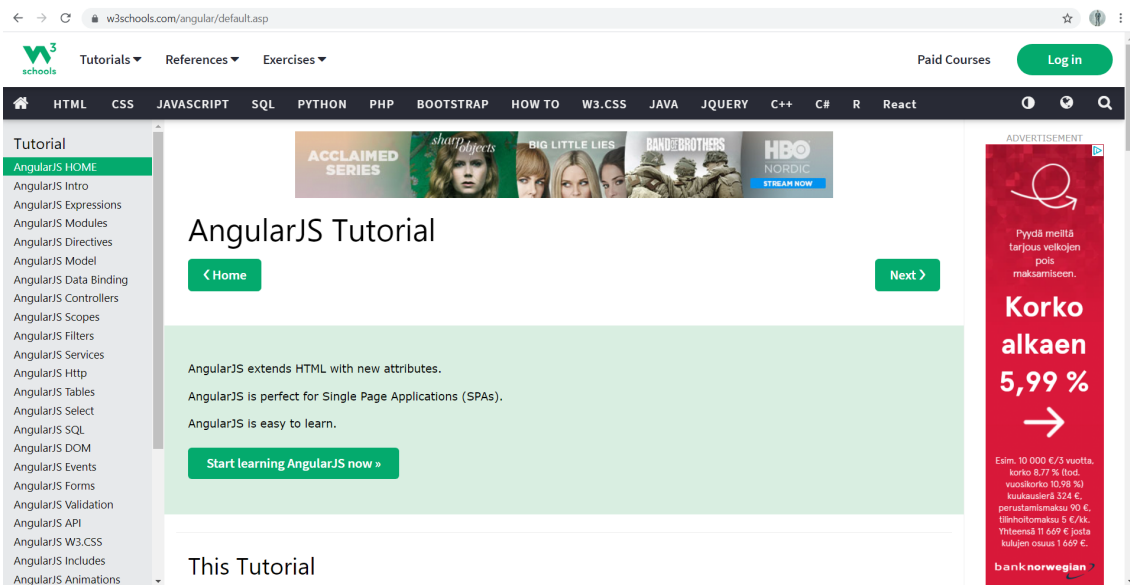 w3schools.com/angular/default.asp
3
schools
Tutorials
References
Exercises
Paid Courses
Log in
HTML CSS JAVASCRIPT SQL PYTHON PHP BOOTSTRAP HOW TO W3.CSS JAVA JQUERY C++ C# R React
Tutorial
AngularJS HOME
AngularJS Intro
AngularJS Expressions
AngularJS Modules
AngularJS Directives
AngularJS Model
AngularJS Data Binding
AngularJS Controllers
AngularJS Scopes
AngularJS Filters
AngularJS Services
AngularJS Http
AngularJS Tables
AngularJS Select
AngularJS SQL
AngularJS DOM
AngularJS Events
AngularJS Forms
AngularJS Validation
AngularJS API
AngularJS W3.CSS
AngularJS Includes
AngularJS Animations
ACCLAIMED
SERIES
sharp objects
BIG LITTLE LIES
BAND OF BROTHERS
HBO
NORDIC
STREAM NOW
AngularJS Tutorial
❮ Home
Next ❯
AngularJS extends HTML with new attributes.
AngularJS is perfect for Single Page Applications (SPAs).
AngularJS is easy to learn.
Start learning AngularJS now »
This Tutorial
ADVERTISEMENT
Pyydä meiltä
tarjous velkojen
pois
maksamiseen.
Korko
alkaen
5,99 %
Esim. 10 000 €/3 vuotta,
korko 8,77 % (tod.
vuosikorko 10,98 %)
kuukausierä 324 €,
perustamismaksu 90 €,
tilinhoitomaksu 5 €/kk.
Yhteensä 11 669 € josta
kulujen osuus 1 669 €.
bank norwegian